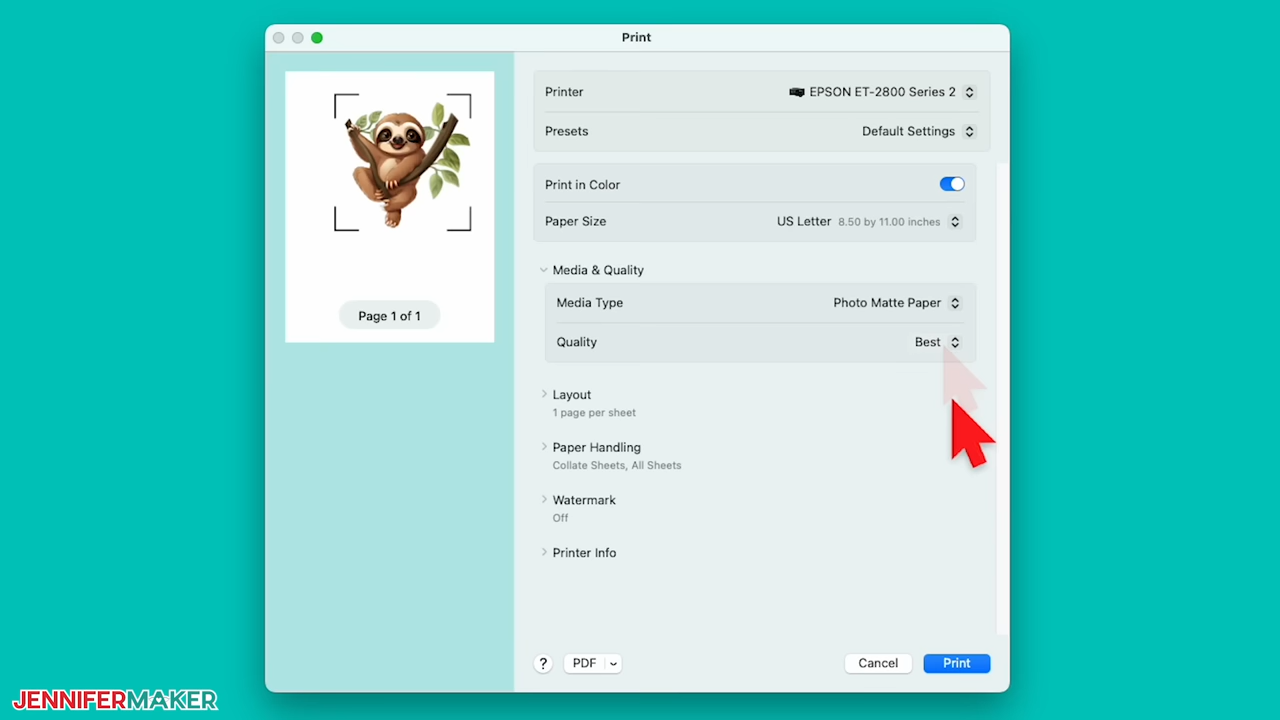 Print
Page 1 of 1
Printer EPSON ET-2800 Series 2
Presets Default Settings
Print in Color
Paper Size US Letter 8.50 by 11.00 inches
Media & Quality
Media Type Photo Matte Paper
Quality Best
Layout
1 page per sheet
Paper Handling
Collate Sheets, All Sheets
Watermark
Off
Printer Info
? PDF Cancel Print
JENNIFERMAKER